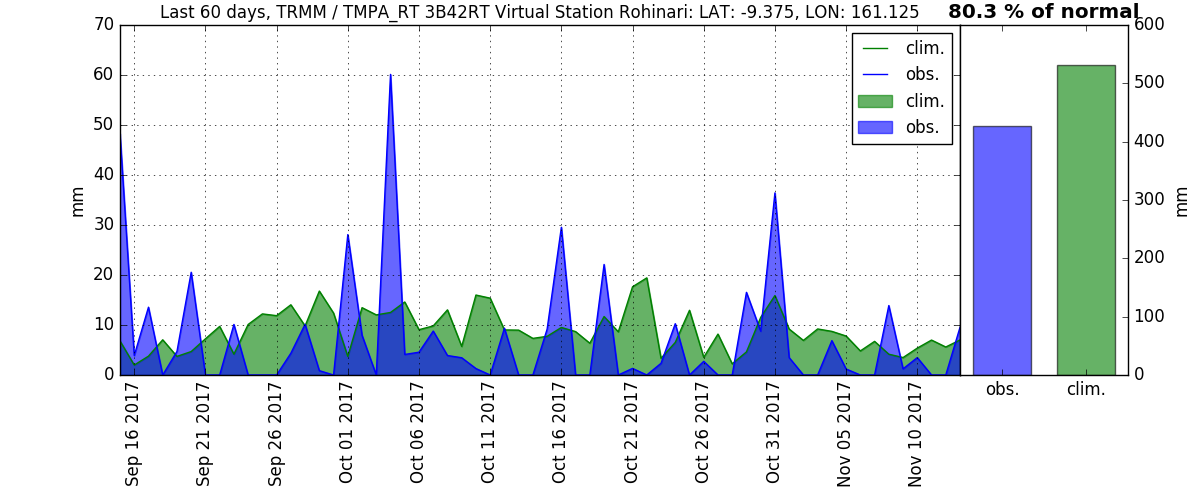 Last 60 days, TRMM / TMPA_RT 3B42RT Virtual Station Rohinari: LAT: -9.375, LON: 161.125
80.3 % of normal
70
60
50
40
30
20
10
0
mm
clim.
obs.
clim.
obs.
600
500
400
300
200
100
0
mm
Sep 16 2017
Sep 21 2017
Sep 26 2017
Oct 01 2017
Oct 06 2017
Oct 11 2017
Oct 16 2017
Oct 21 2017
Oct 26 2017
Oct 31 2017
Nov 05 2017
Nov 10 2017
obs.
clim.